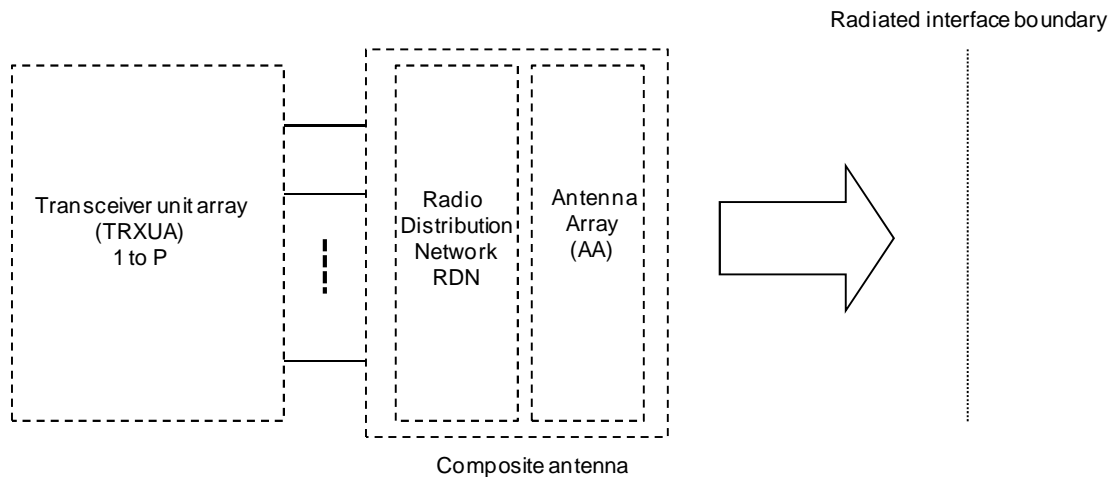 Radiated interface boundary
Transceiver unit array
(TRXUA)
1 to P
Radio
Distribution
Network
RDN
Antenna
Array
(AA)
Composite antenna